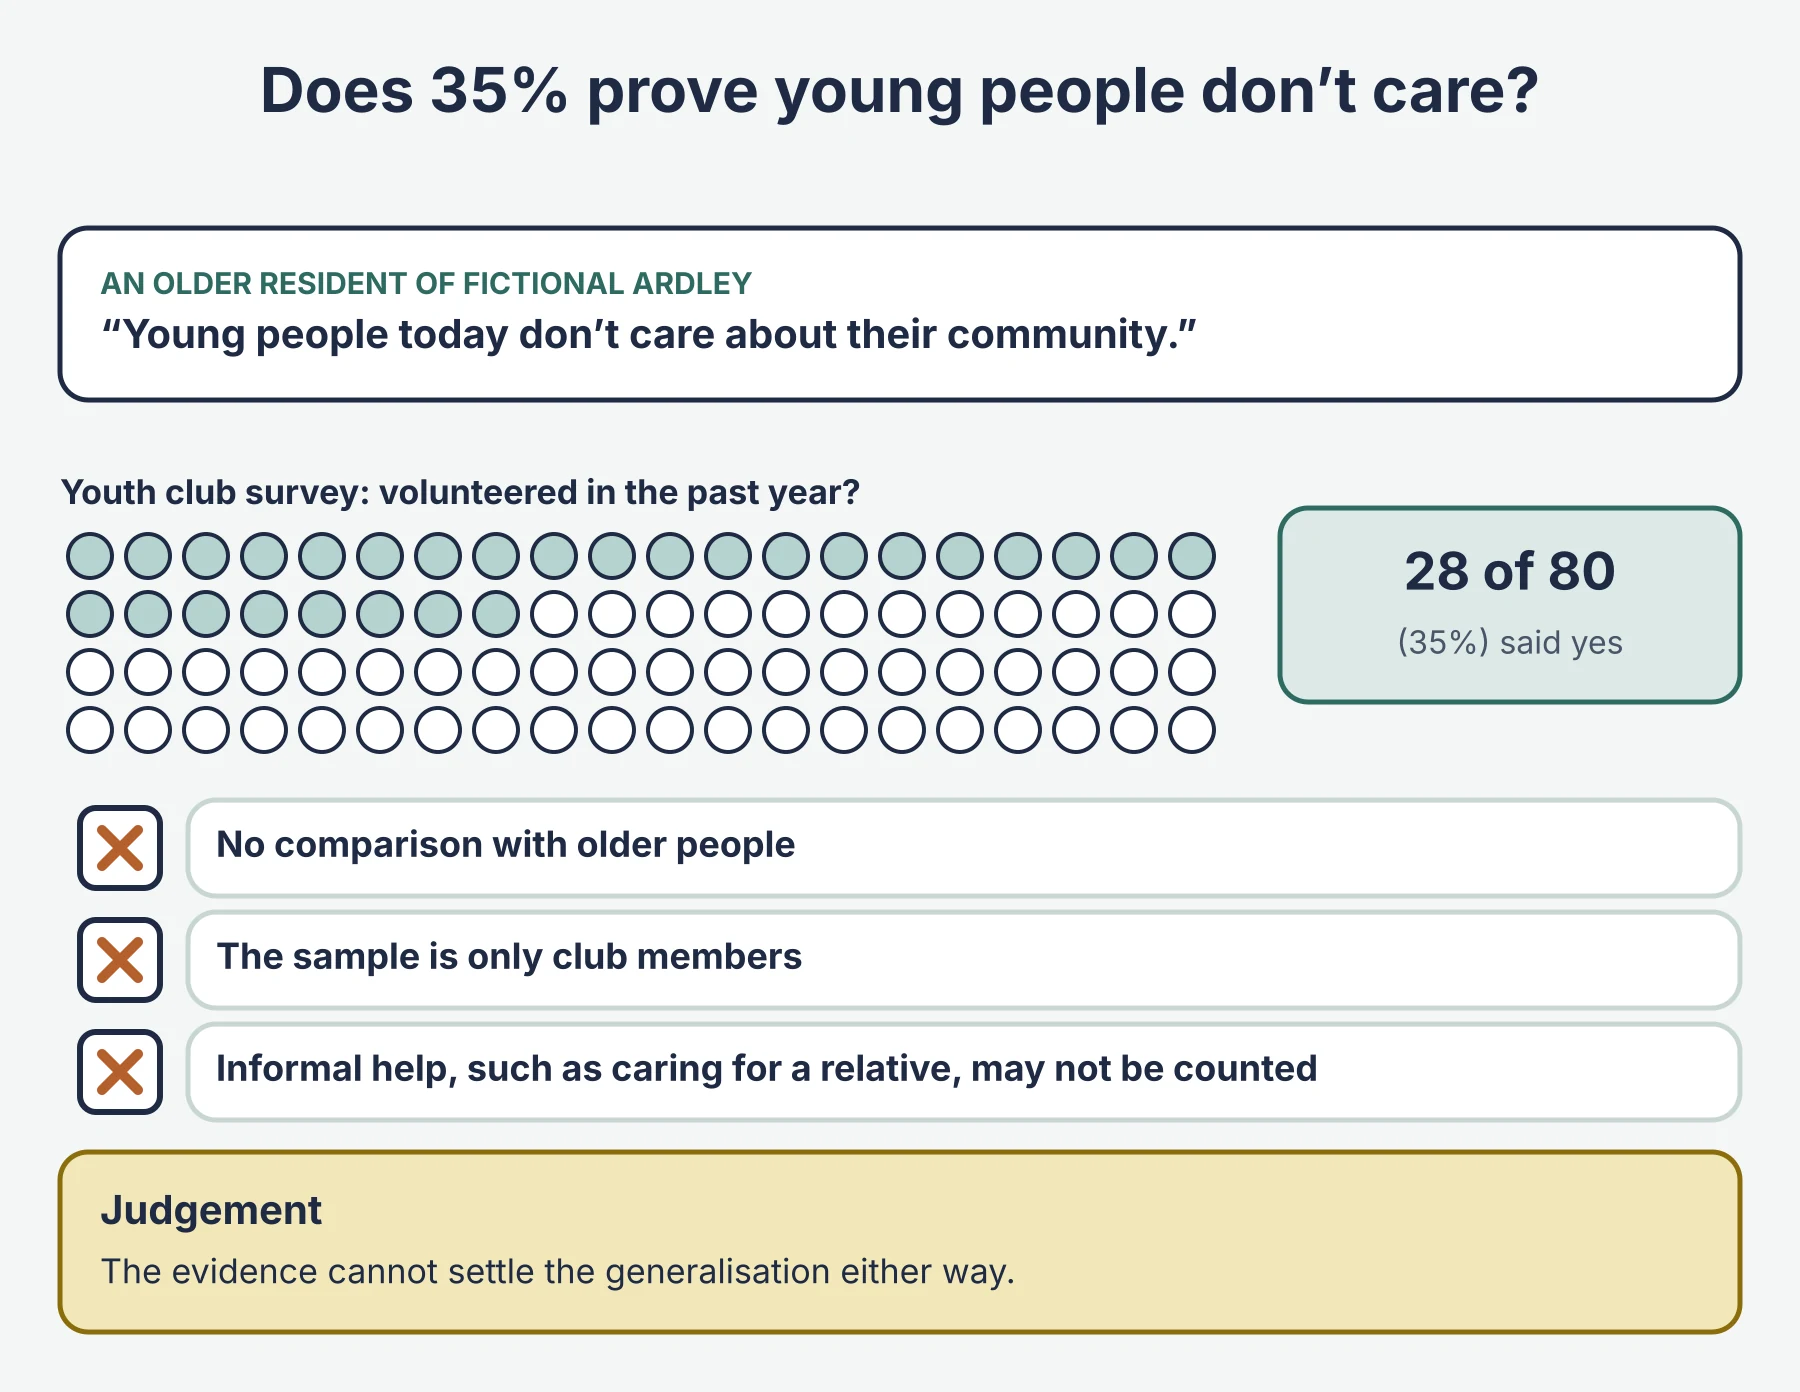 Does 35% prove young people don’t care?
AN OLDER RESIDENT OF FICTIONAL ARDLEY
“Young people today don’t care about their community.”
Youth club survey: volunteered in the past year?
28 of 80
(35%) said yes
No comparison with older people
The sample is only club members
Informal help, such as caring for a relative, may not be counted
Judgement
The evidence cannot settle the generalisation either way.